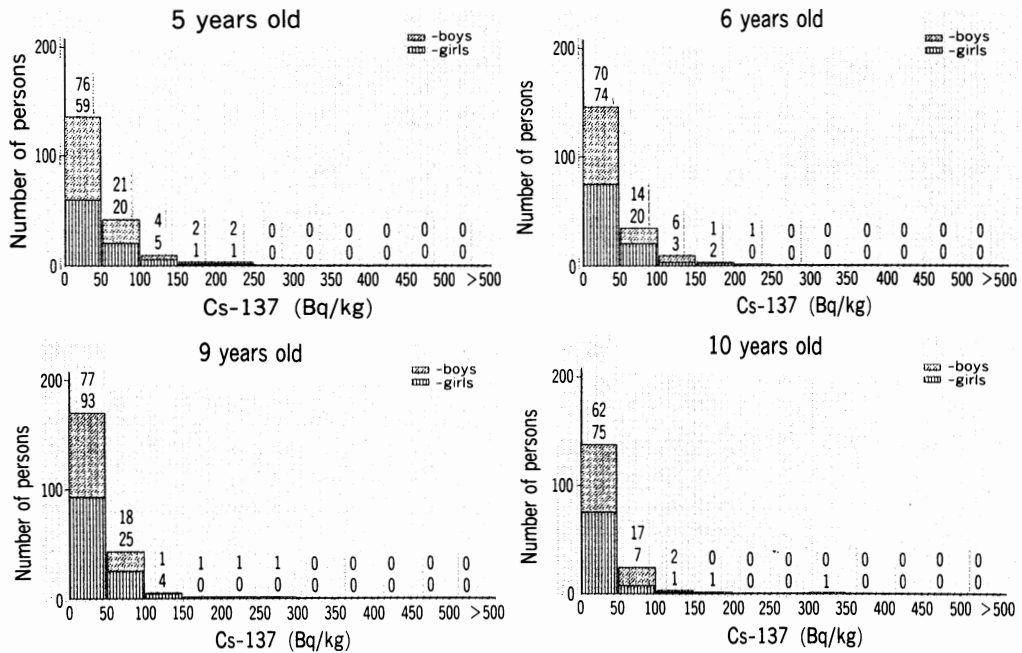 5 years old
-boys
-girls
Number of persons
200
100
0
76
59
21 4 2 2 0 0 0 0 0 0
20 5 1 1 0 0 0 0 0 0
0 50 100 150 200 250 300 350 400 450 500 >500
Cs-137 (Bq/kg)
6 years old
-boys
-girls
Number of persons
200
100
0
70
74
14 6 1 1 0 0 0 0 0 0
20 3 2 0 0 0 0 0 0 0
0 50 100 150 200 250 300 350 400 450 500 >500
Cs-137 (Bq/kg)
9 years old
-boys
-girls
Number of persons
200
100
0
77
93
18 1 1 1 1 0 0 0 0 0
25 4 0 0 0 0 0 0 0 0
0 50 100 150 200 250 300 350 400 450 500 >500
Cs-137 (Bq/kg)
10 years old
-boys
-girls
Number of persons
200
100
0
62
75
17 2 0 0 0 0 0 0 0 0
7 1 1 0 0 1 0 0 0 0
0 50 100 150 200 250 300 350 400 450 500 >500
Cs-137 (Bq/kg)